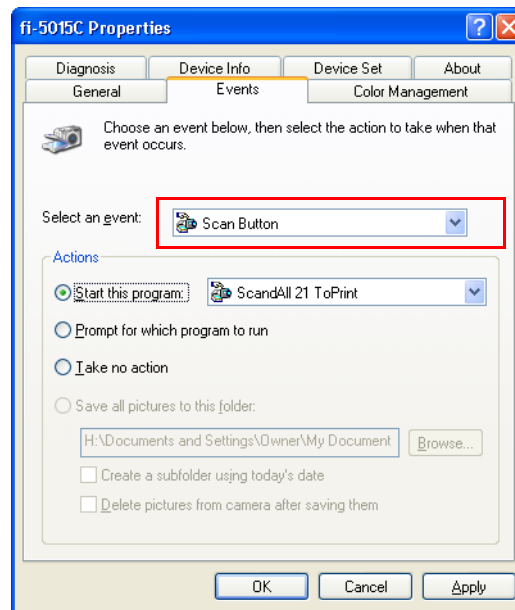 fi-5015C Properties
Diagnosis Device Info Device Set About
General Events Color Management
Choose an event below, then select the action to take when that
event occurs.
Select an event: Scan Button
Actions
Start this program: ScandAll 21 ToPrint
Prompt for which program to run
Take no action
Save all pictures to this folder:
H:\Documents and Settings\Owner\My Document Browse...
Create a subfolder using today's date
Delete pictures from camera after saving them
OK Cancel Apply